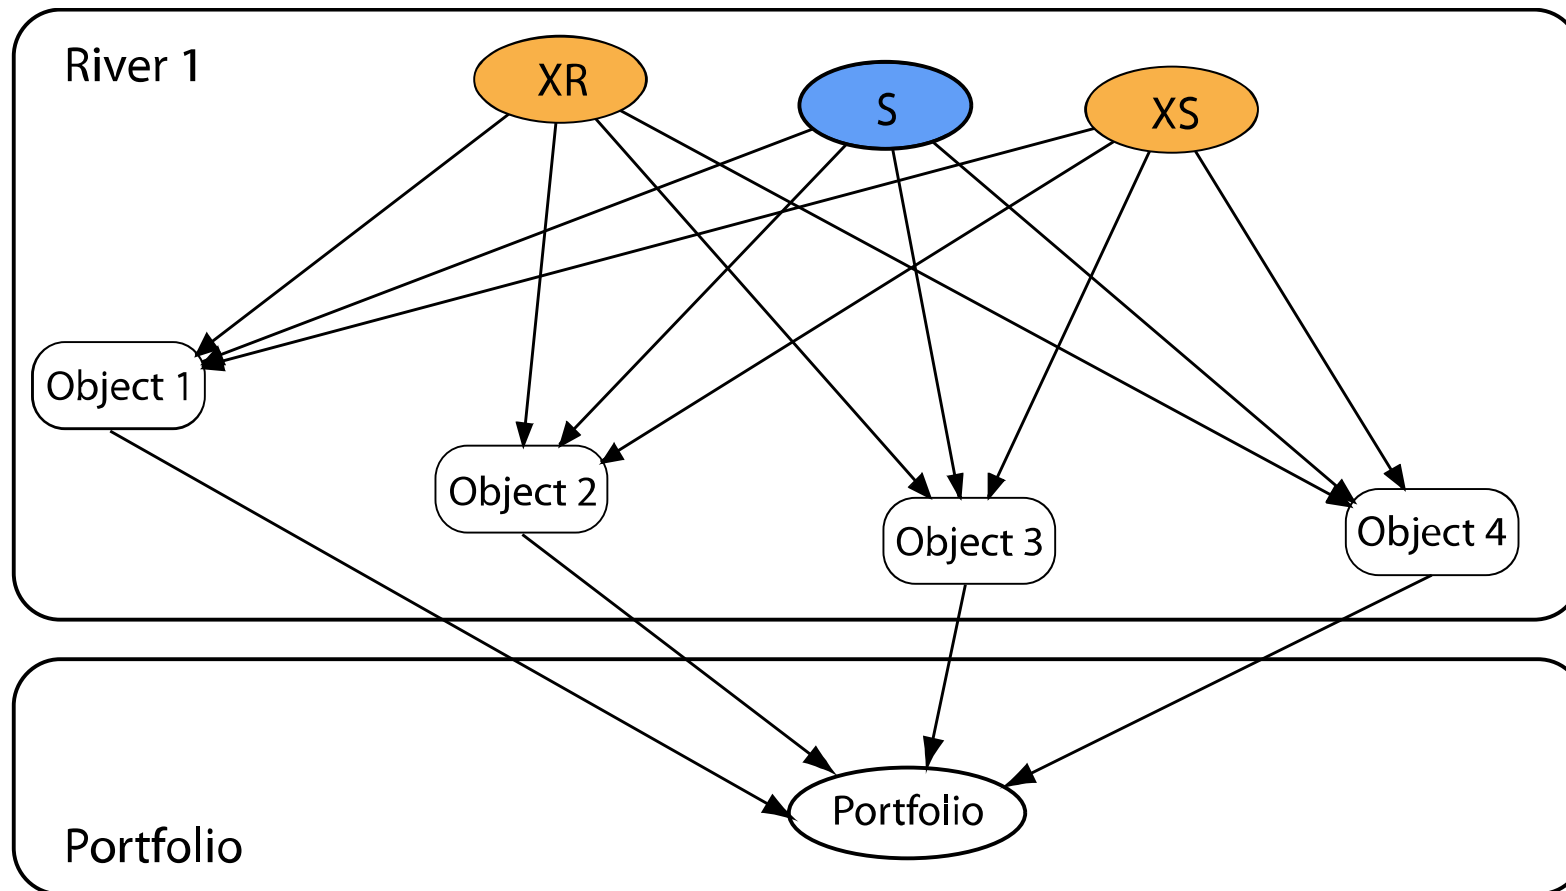 River 1
XR
S
XS
Object 1
Object 2
Object 3
Object 4
Portfolio
Portfolio